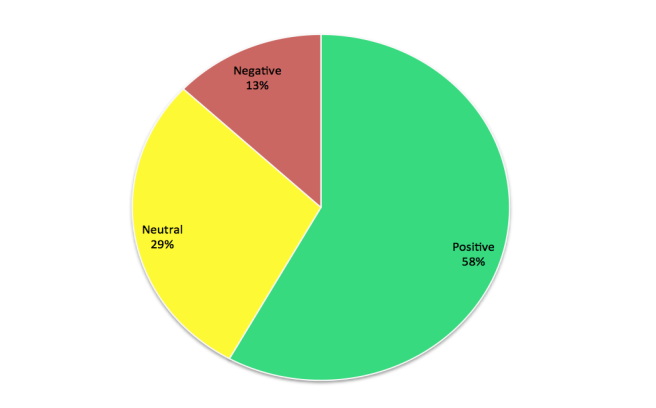 Negative
13%
Neutral
29%
Positive
58%